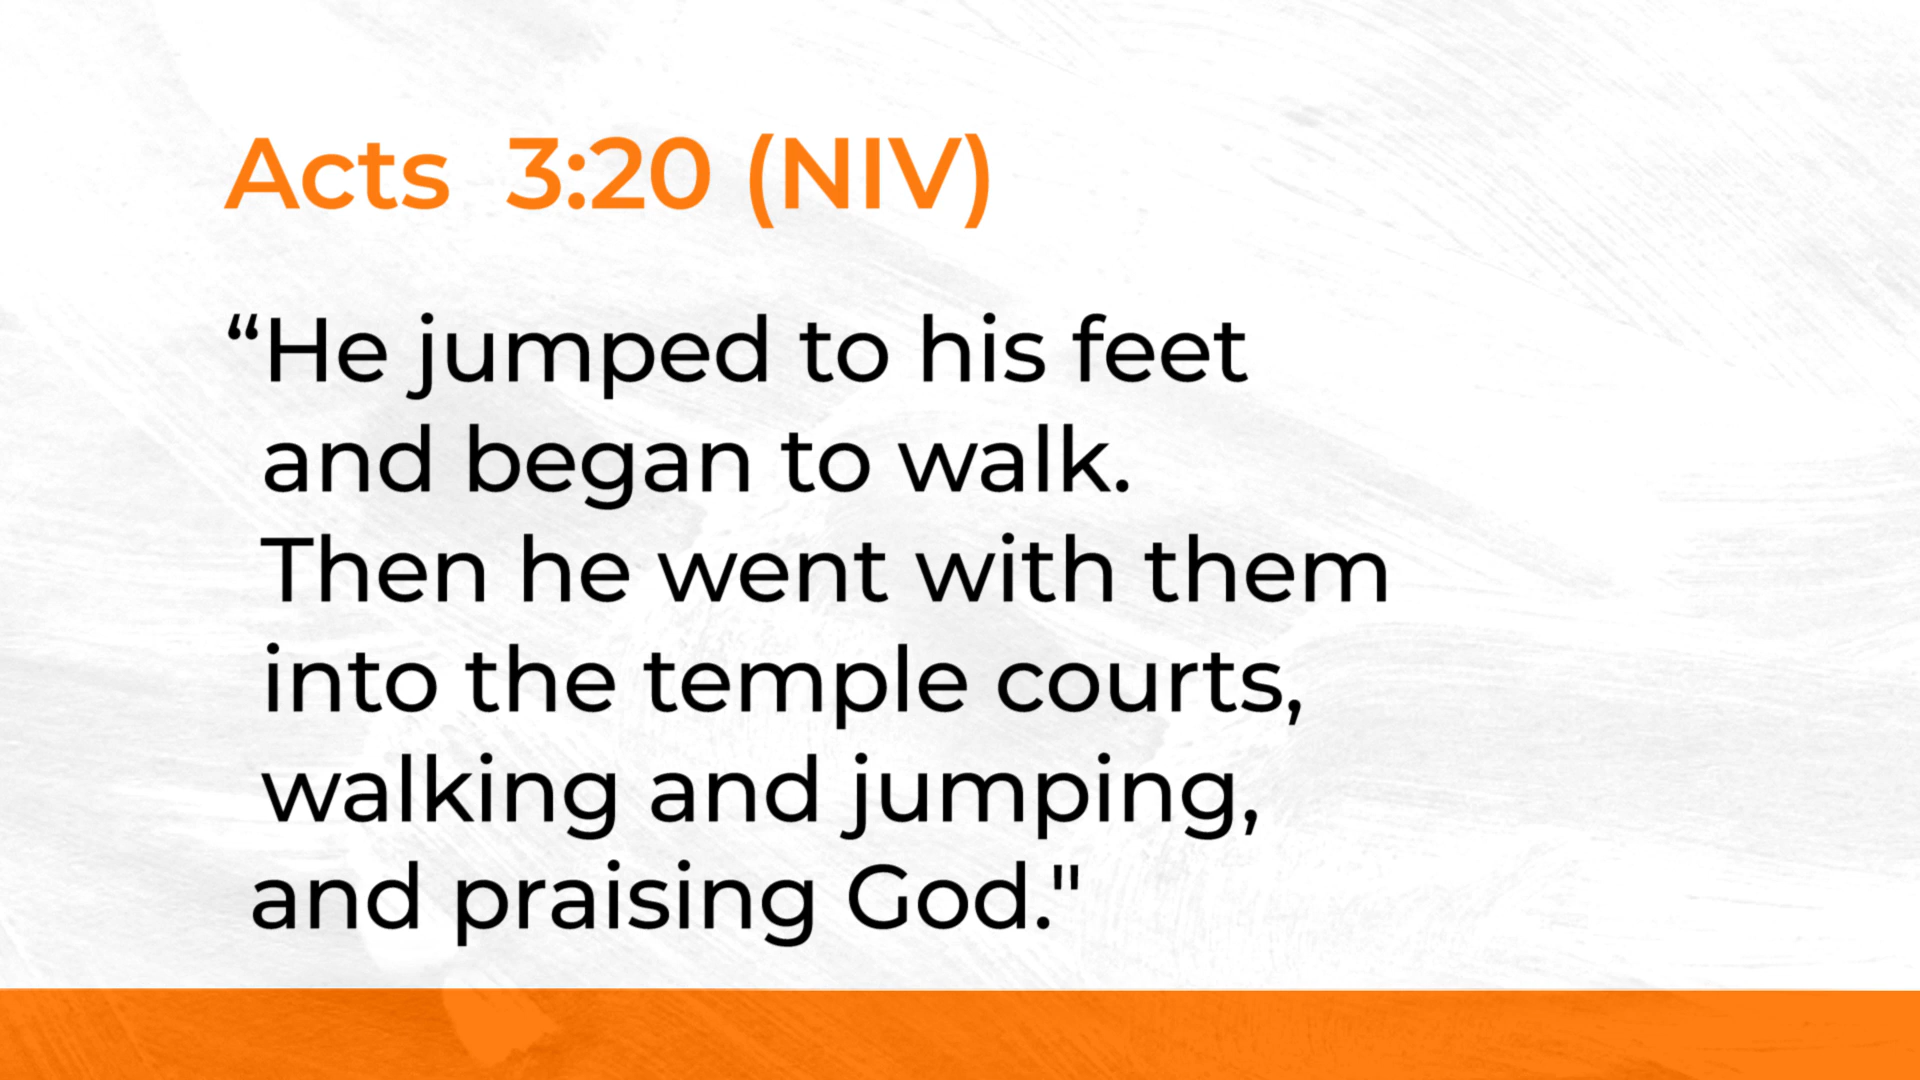 Acts  3:20 (NIV)
“He jumped to his feet
and began to walk.
Then he went with them
into the temple courts,
walking and jumping,
and praising God."